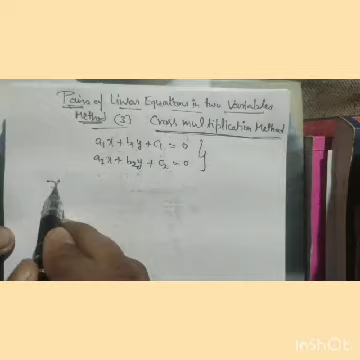 Pairs of Linear Equations in two Variables
Method (3) Cross multiplication Method
a₁x + b₁y + c₁ = 0
a₂x + b₂y + c₂ = 0
x
InShOt